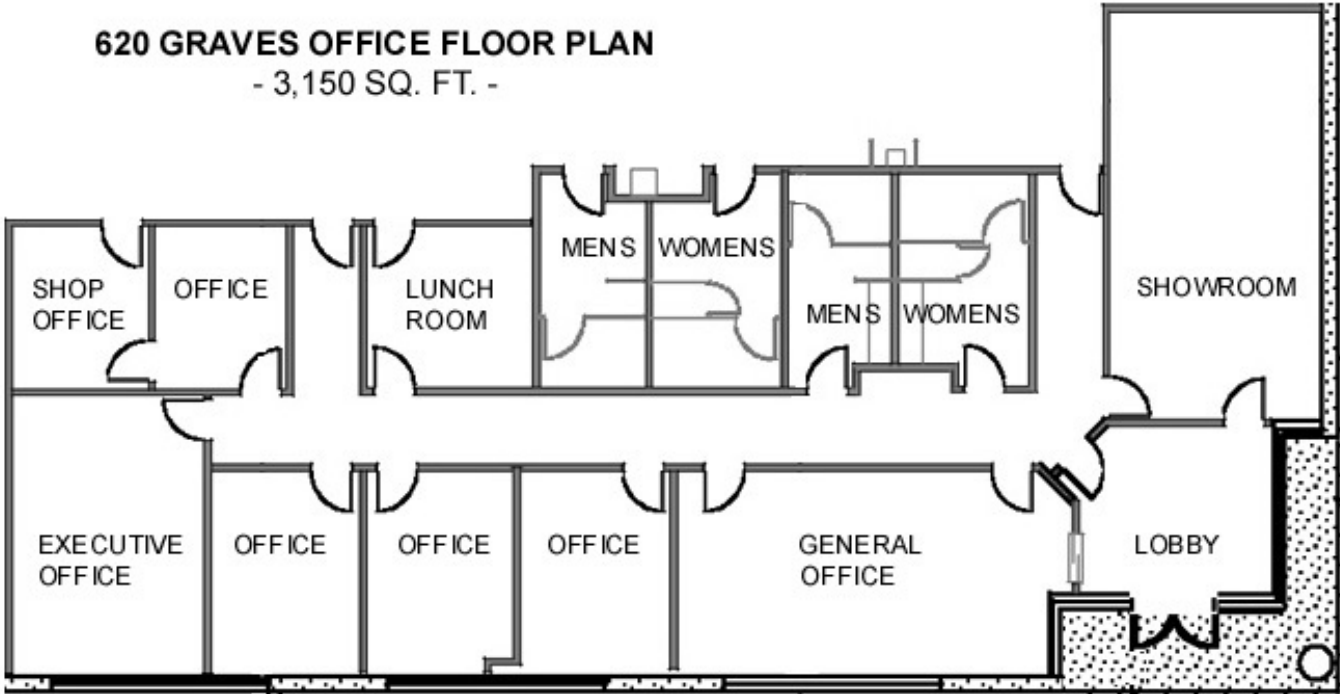 620 GRAVES OFFICE FLOOR PLAN
- 3,150 SQ. FT. -
SHOP
OFFICE
OFFICE
LUNCH
ROOM
MENS
WOMENS
MENS
WOMENS
SHOWROOM
EXECUTIVE
OFFICE
OFFICE
OFFICE
OFFICE
GENERAL
OFFICE
LOBBY